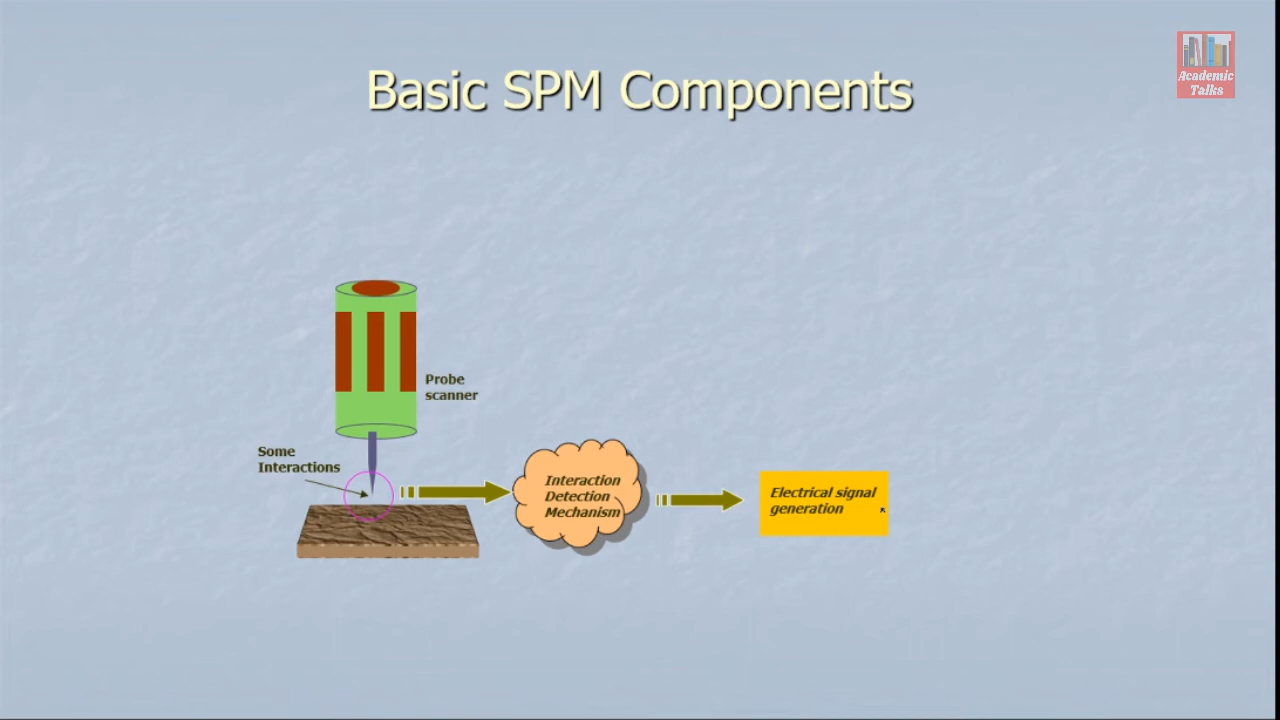 Basic SPM Components
Academic
Talks
Probe
scanner
Some
Interactions
Interaction
Detection
Mechanism
Electrical signal
generation